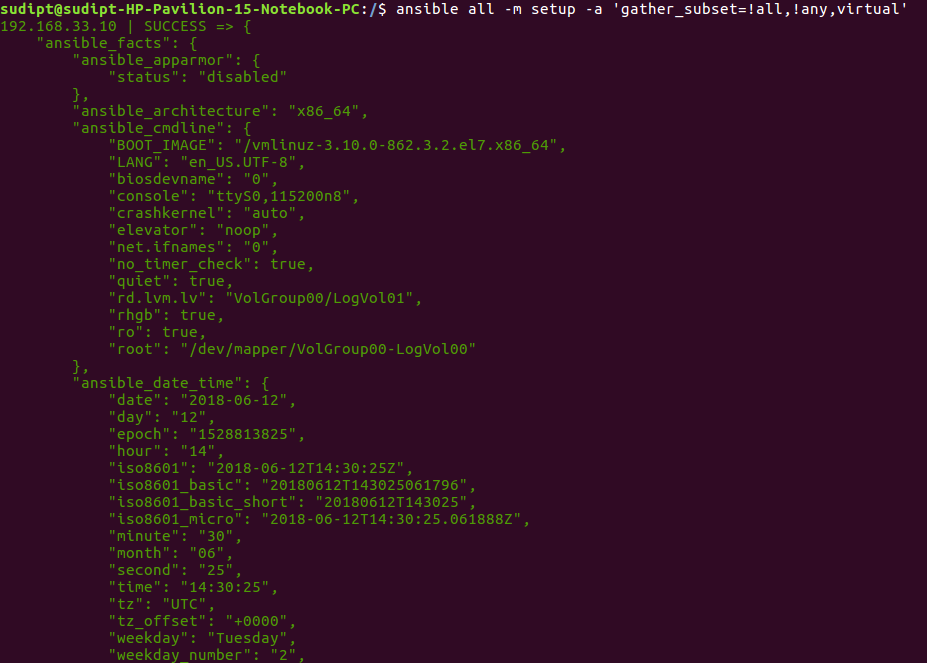 sudipt@sudipt-HP-Pavilion-15-Notebook-PC:/$ ansible all -m setup -a 'gather_subset=!all,!any,virtual'
192.168.33.10 | SUCCESS => {
    "ansible_facts": {
        "ansible_apparmor": {
            "status": "disabled"
        },
        "ansible_architecture": "x86_64",
        "ansible_cmdline": {
            "BOOT_IMAGE": "/vmlinuz-3.10.0-862.3.2.el7.x86_64",
            "LANG": "en_US.UTF-8",
            "biosdevname": "0",
            "console": "ttyS0,115200n8",
            "crashkernel": "auto",
            "elevator": "noop",
            "net.ifnames": "0",
            "no_timer_check": true,
            "quiet": true,
            "rd.lvm.lv": "VolGroup00/LogVol01",
            "rhgb": true,
            "ro": true,
            "root": "/dev/mapper/VolGroup00-LogVol00"
        },
        "ansible_date_time": {
            "date": "2018-06-12",
            "day": "12",
            "epoch": "1528813825",
            "hour": "14",
            "iso8601": "2018-06-12T14:30:25Z",
            "iso8601_basic": "20180612T143025061796",
            "iso8601_basic_short": "20180612T143025",
            "iso8601_micro": "2018-06-12T14:30:25.061888Z",
            "minute": "30",
            "month": "06",
            "second": "25",
            "time": "14:30:25",
            "tz": "UTC",
            "tz_offset": "+0000",
            "weekday": "Tuesday",
            "weekday_number": "2",